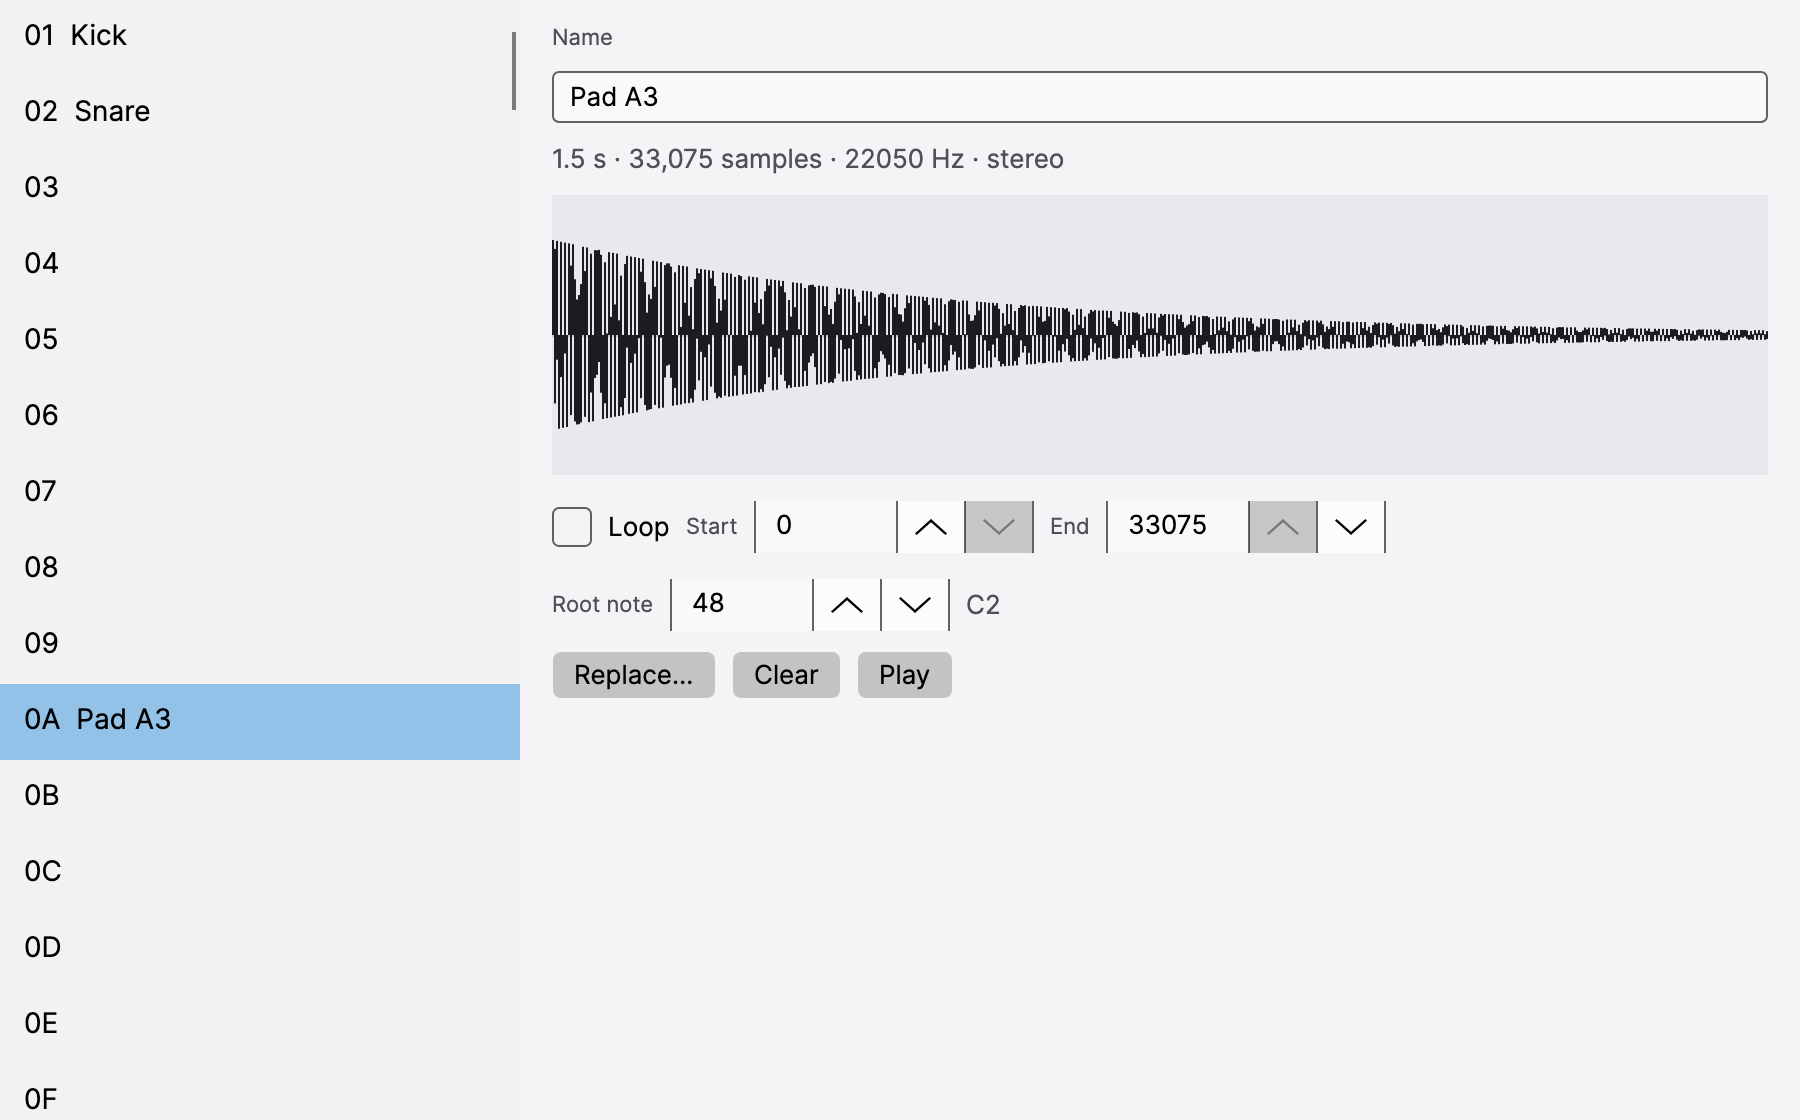 01 Kick
02 Snare
03
04
05
06
07
08
09
0A Pad A3
0B
0C
0D
0E
0F
Name
Pad A3
1.5 s · 33,075 samples · 22050 Hz · stereo
Loop Start 0 End 33075
Root note 48 C2
Replace... Clear Play